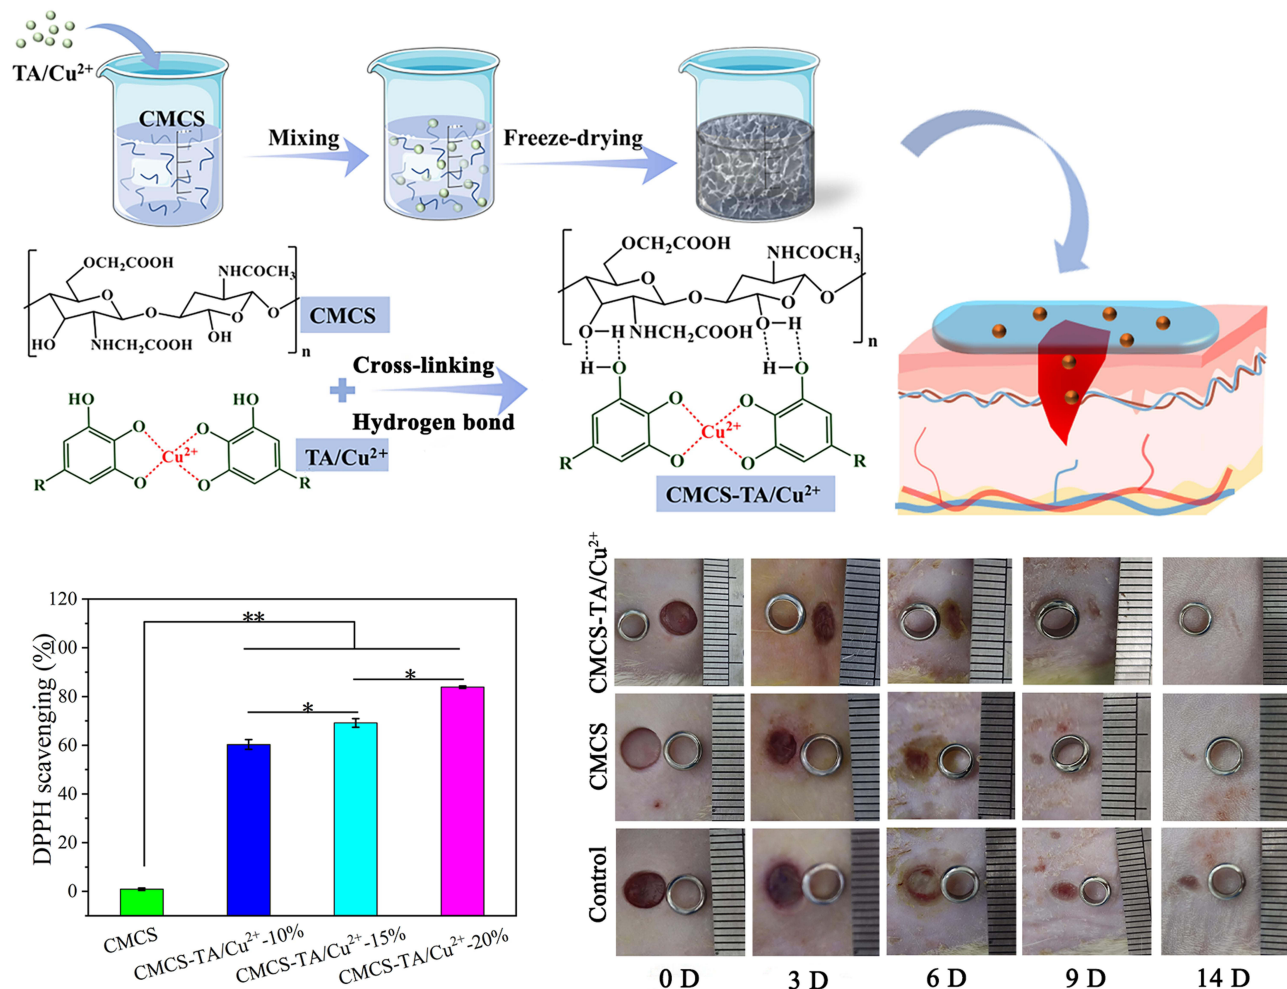 TA/Cu²⁺
CMCS
Mixing
Freeze-drying
OCH₂COOH
NHCOCH₃
O
O
O
O
HO
NHCH₂COOH
OH
n
CMCS
HO
HO
O
O
Cu²⁺
O
O
R
R
TA/Cu²⁺
Cross-linking
Hydrogen bond
OCH₂COOH
NHCOCH₃
O
O
O
O
O
H
NHCH₂COOH
O
H
n
H
O
H
O
O
O
Cu²⁺
O
O
R
R
CMCS-TA/Cu²⁺
DPPH scavenging (%)
120
100
80
60
40
20
0
**
*
*
CMCS
CMCS-TA/Cu²⁺-10%
CMCS-TA/Cu²⁺-15%
CMCS-TA/Cu²⁺-20%
CMCS-TA/Cu²⁺
CMCS
Control
0 D
3 D
6 D
9 D
14 D